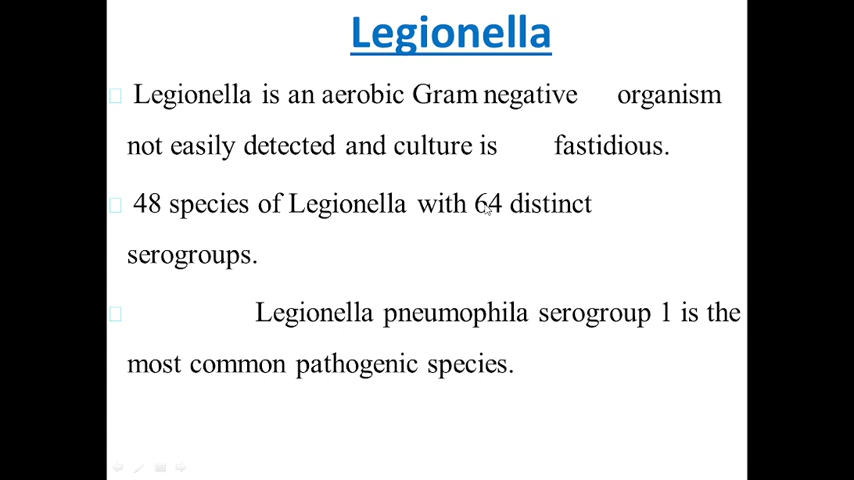 Legionella
Legionella is an aerobic Gram negative organism
not easily detected and culture is fastidious.
48 species of Legionella with 64 distinct
serogroups.
Legionella pneumophila serogroup 1 is the
most common pathogenic species.